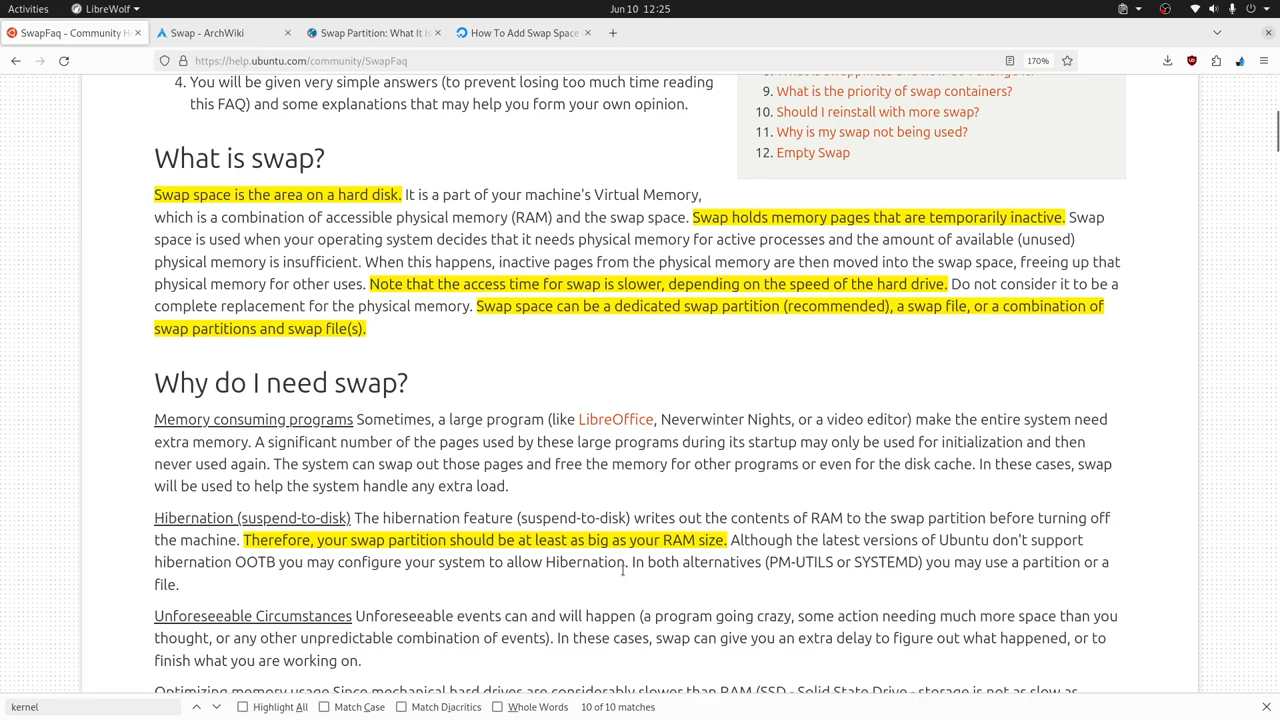 Activities
LibreWolf
Jun 10 12:25
SwapFaq - Community H
Swap - ArchWiki
Swap Partition: What It Is
How To Add Swap Space
https://help.ubuntu.com/community/SwapFaq
170%
4. You will be given very simple answers (to prevent losing too much time reading
this FAQ) and some explanations that may help you form your own opinion.
9. What is the priority of swap containers?
10. Should I reinstall with more swap?
11. Why is my swap not being used?
12. Empty Swap
What is swap?
Swap space is the area on a hard disk. It is a part of your machine's Virtual Memory,
which is a combination of accessible physical memory (RAM) and the swap space. Swap holds memory pages that are temporarily inactive. Swap
space is used when your operating system decides that it needs physical memory for active processes and the amount of available (unused)
physical memory is insufficient. When this happens, inactive pages from the physical memory are then moved into the swap space, freeing up that
physical memory for other uses. Note that the access time for swap is slower, depending on the speed of the hard drive. Do not consider it to be a
complete replacement for the physical memory. Swap space can be a dedicated swap partition (recommended), a swap file, or a combination of
swap partitions and swap file(s).
Why do I need swap?
Memory consuming programs Sometimes, a large program (like LibreOffice, Neverwinter Nights, or a video editor) make the entire system need
extra memory. A significant number of the pages used by these large programs during its startup may only be used for initialization and then
never used again. The system can swap out those pages and free the memory for other programs or even for the disk cache. In these cases, swap
will be used to help the system handle any extra load.
Hibernation (suspend-to-disk) The hibernation feature (suspend-to-disk) writes out the contents of RAM to the swap partition before turning off
the machine. Therefore, your swap partition should be at least as big as your RAM size. Although the latest versions of Ubuntu don't support
hibernation OOTB you may configure your system to allow Hibernation. In both alternatives (PM-UTILS or SYSTEMD) you may use a partition or a
file.
Unforeseeable Circumstances Unforeseeable events can and will happen (a program going crazy, some action needing much more space than you
thought, or any other unpredictable combination of events). In these cases, swap can give you an extra delay to figure out what happened, or to
finish what you are working on.
Optimizing memory usage Since mechanical hard drives are considerably slower than RAM (SSD - Solid State Drive - storage is not as slow as
kernel
Highlight All
Match Case
Match Diacritics
Whole Words
10 of 10 matches